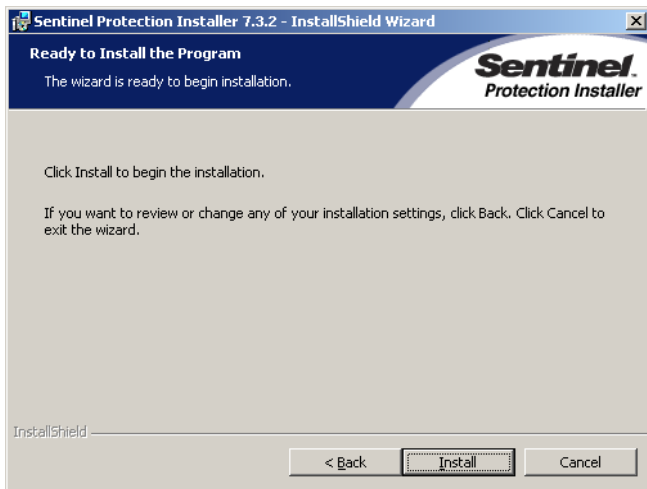 Sentinel Protection Installer 7.3.2 - InstallShield Wizard
Ready to Install the Program
The wizard is ready to begin installation.
Sentinel.
Protection Installer
Click Install to begin the installation.
If you want to review or change any of your installation settings, click Back. Click Cancel to
exit the wizard.
InstallShield
< Back
Install
Cancel